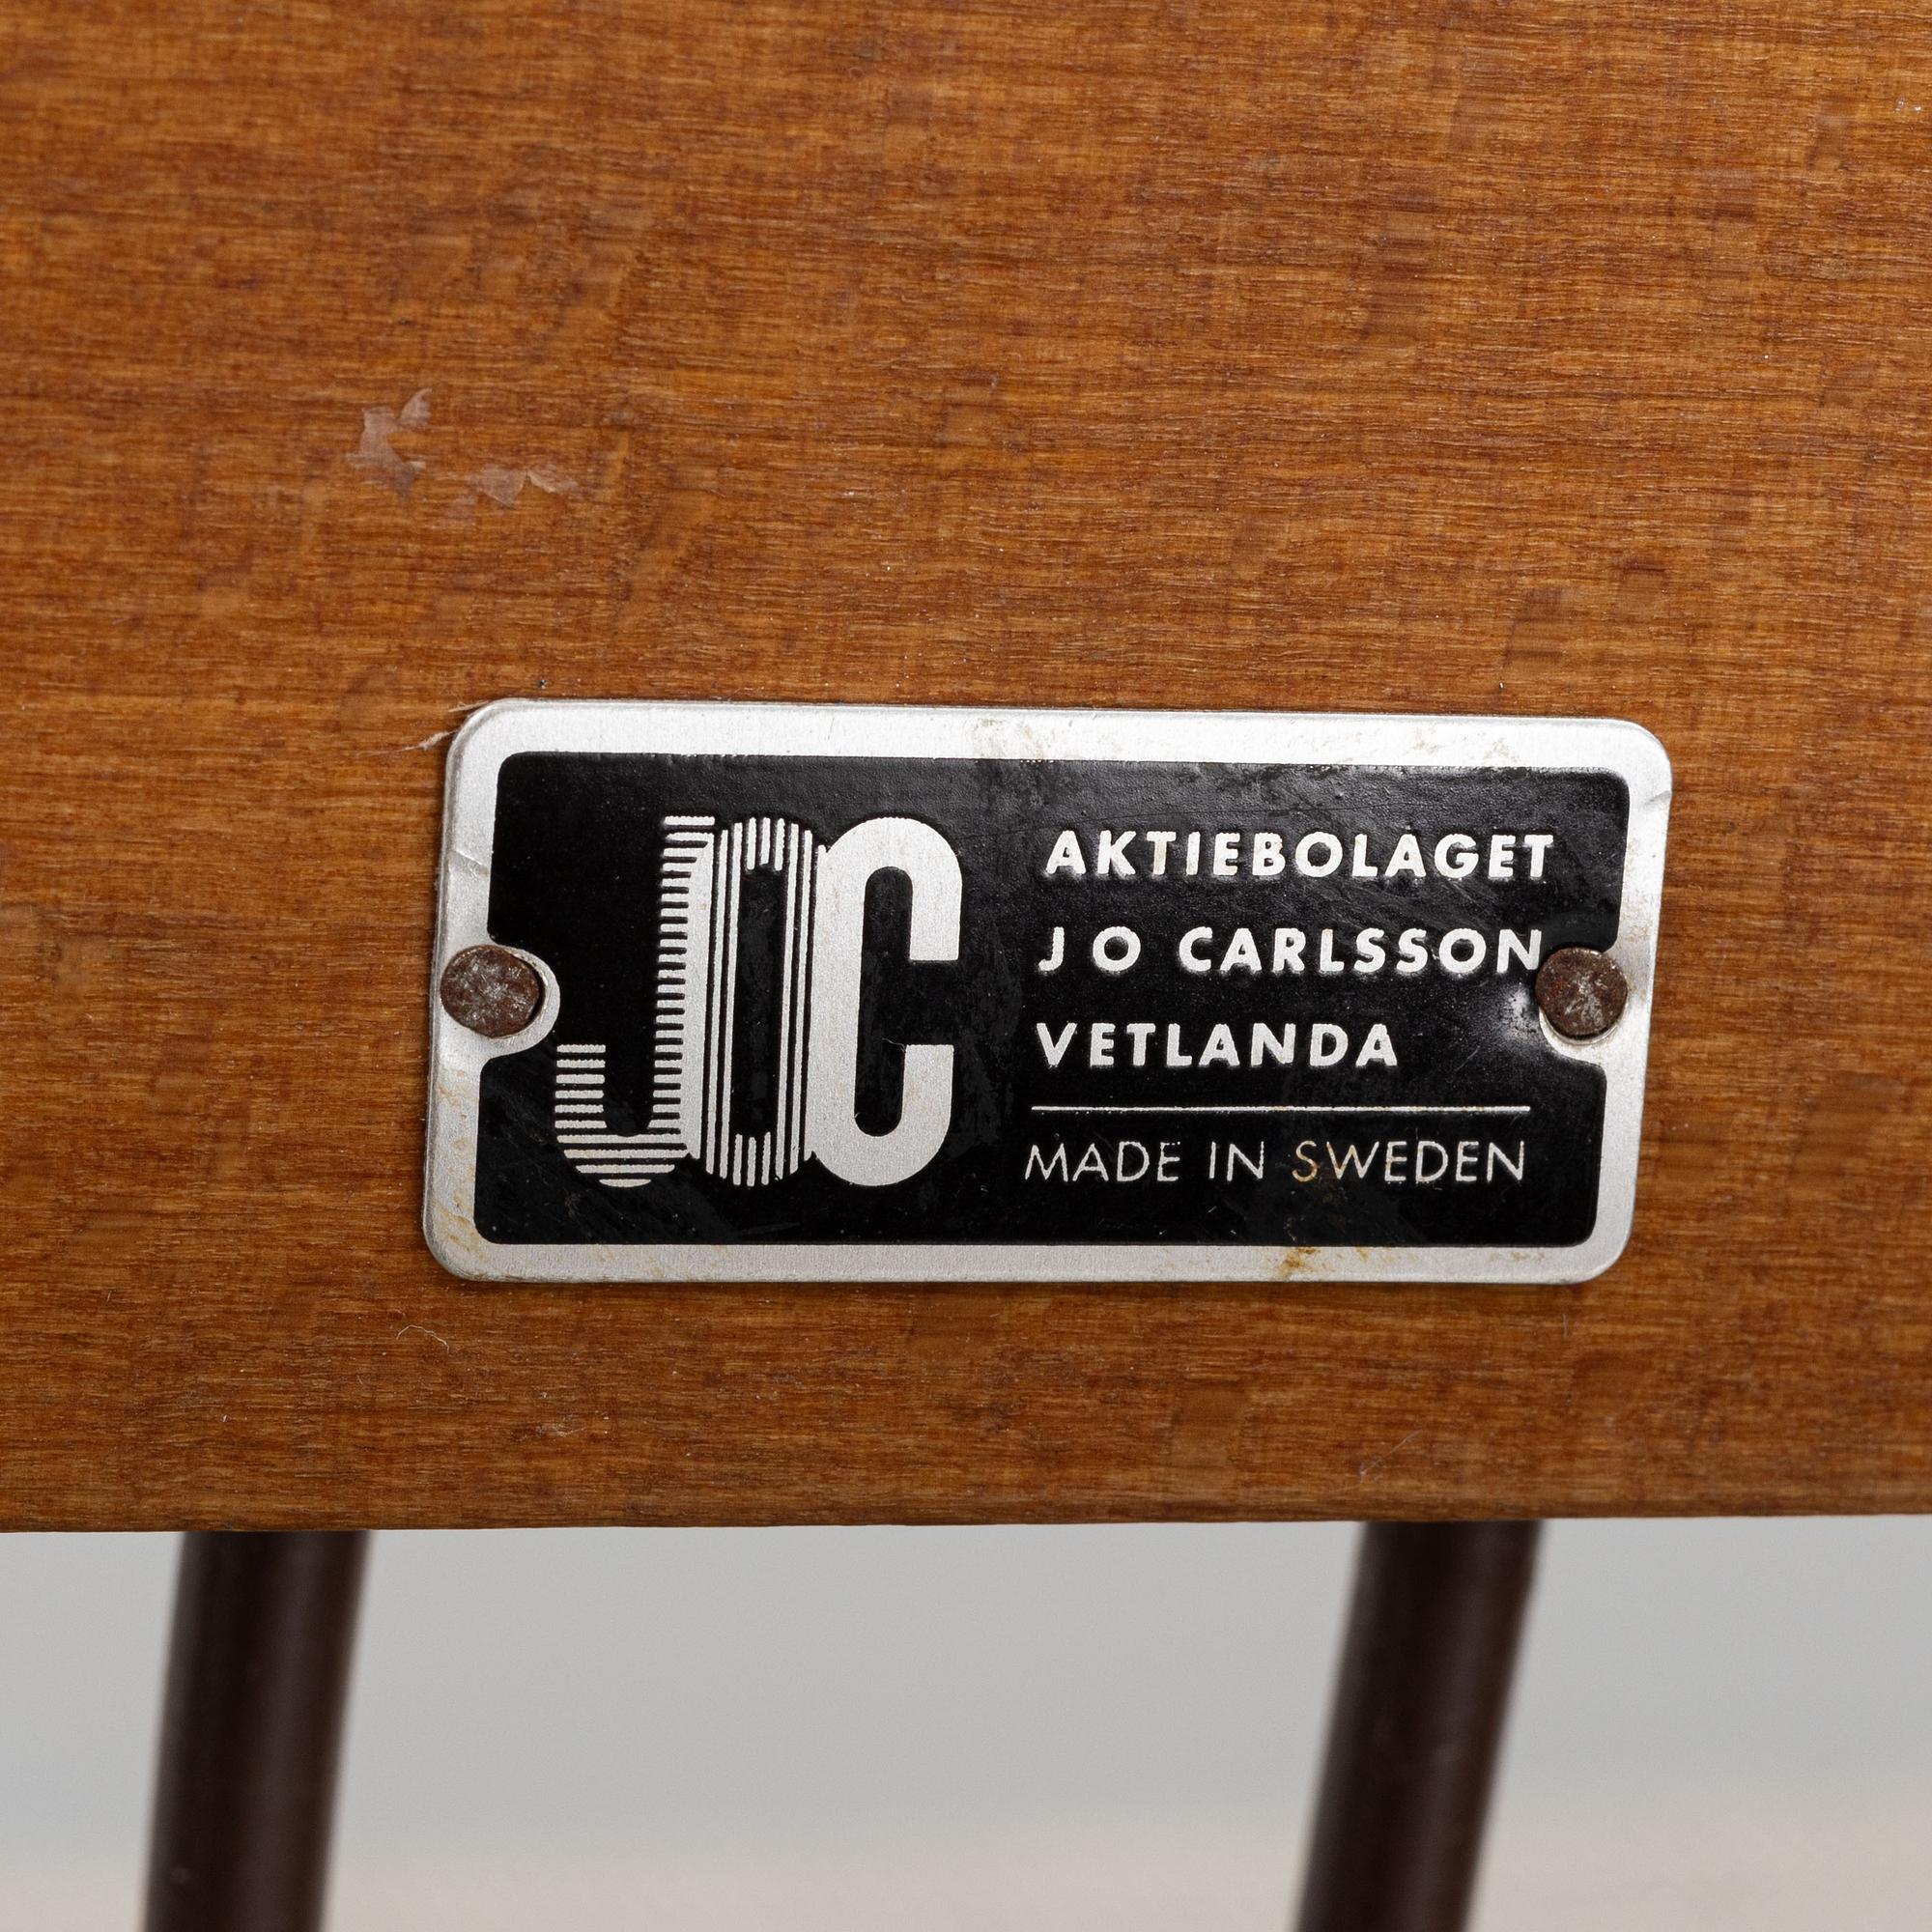 JOC
AKTIEBOLAGET
J O CARLSSON
VETLANDA
MADE IN SWEDEN